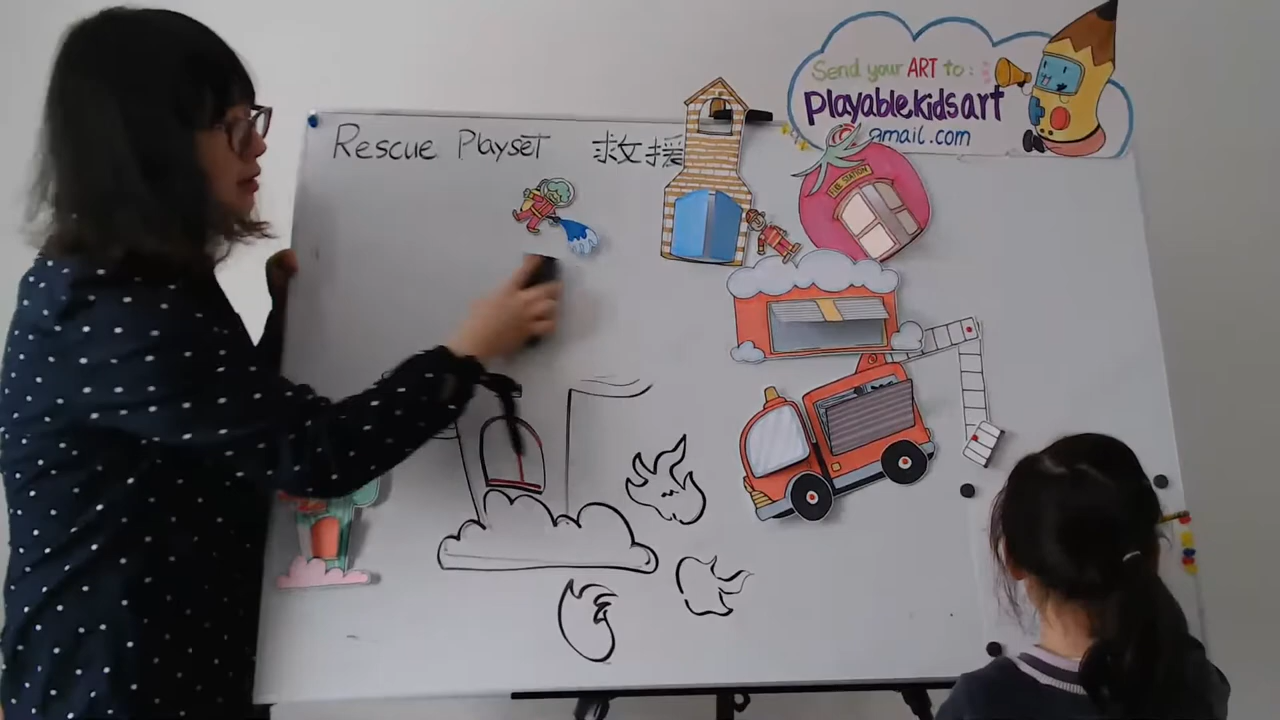 Rescue Playset 救援
Send your ART to:
Playablekidsart
@gmail.com
FIRE STATION